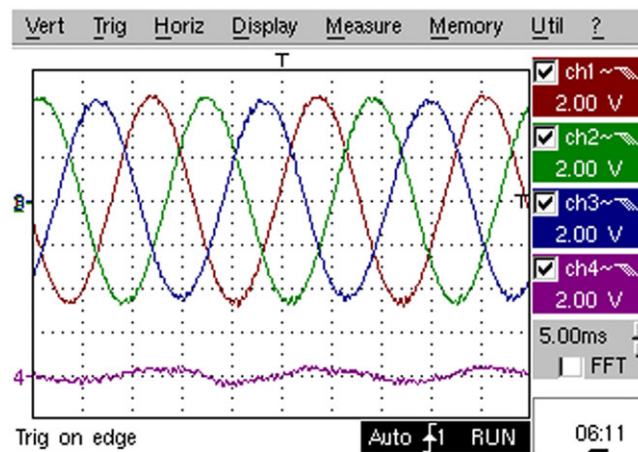 Vert Trig Horiz Display Measure Memory Util ?
T
ch1~
2.00 V
ch2~
2.00 V
ch3~
2.00 V
ch4~
2.00 V
T
4
5.00ms
FFT
Trig on edge
Auto 1 RUN
06:11